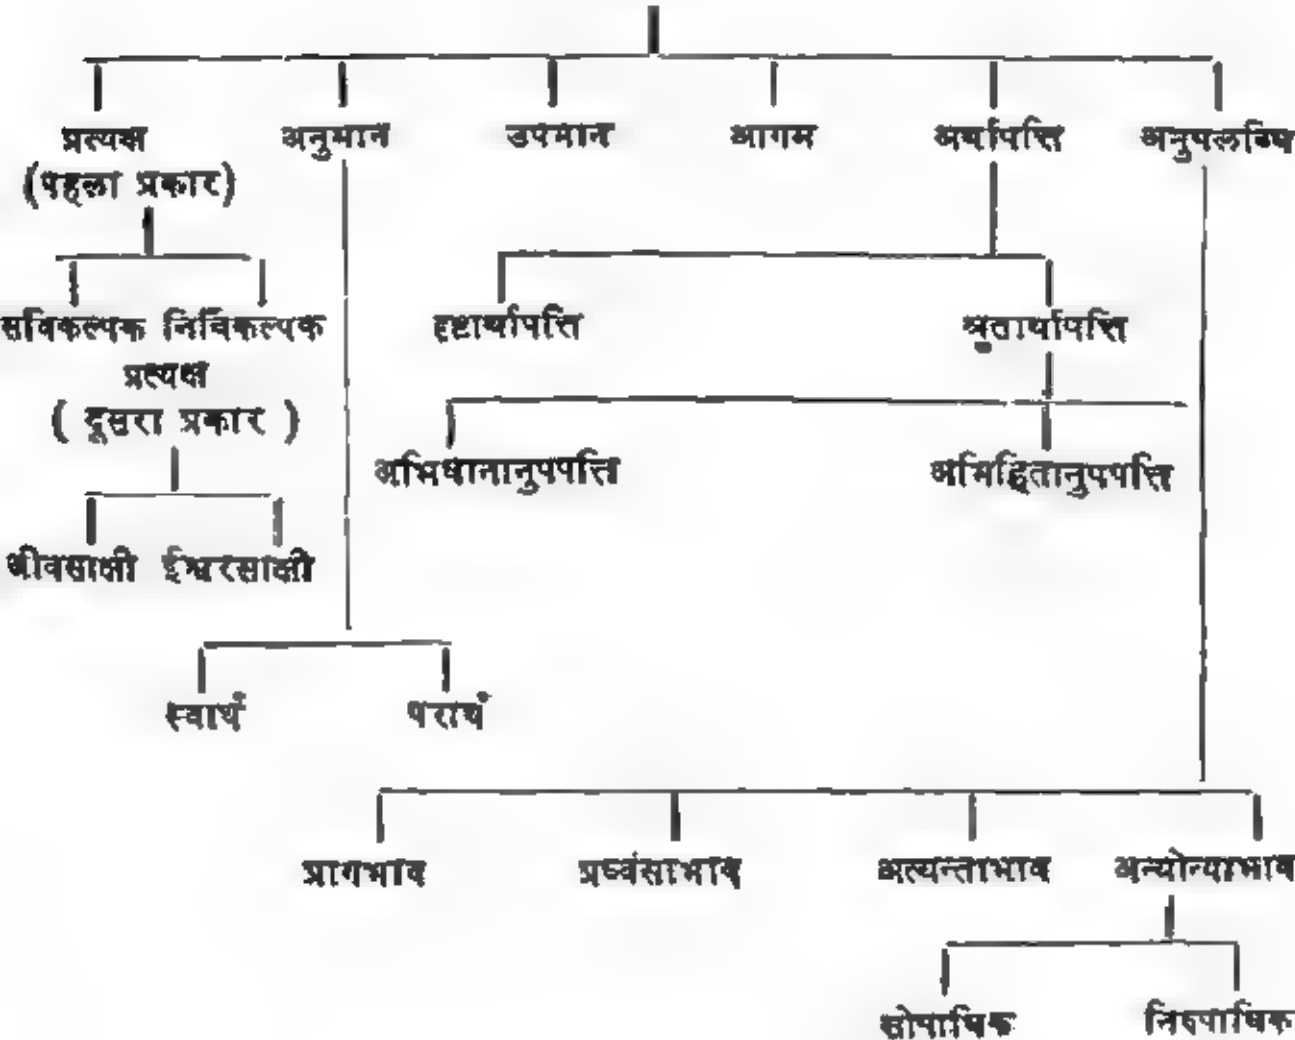 प्रत्यक्ष अनुमान उपमान आगम अर्थापत्ति अनुपलब्धि
(पहला प्रकार)
सविकल्पक निर्विकल्पक दृष्टार्थापत्ति श्रुतार्थापत्ति
प्रत्यक्ष
( दूसरा प्रकार )
अभिधानानुपपत्ति अभिहितानुपपत्ति
जीवसाक्षी ईश्वरसाक्षी
स्वार्थ परार्थ
प्रागभाव प्रध्वंसाभाव अत्यन्ताभाव अन्योन्याभाव
सोपाधिक निरुपाधिक